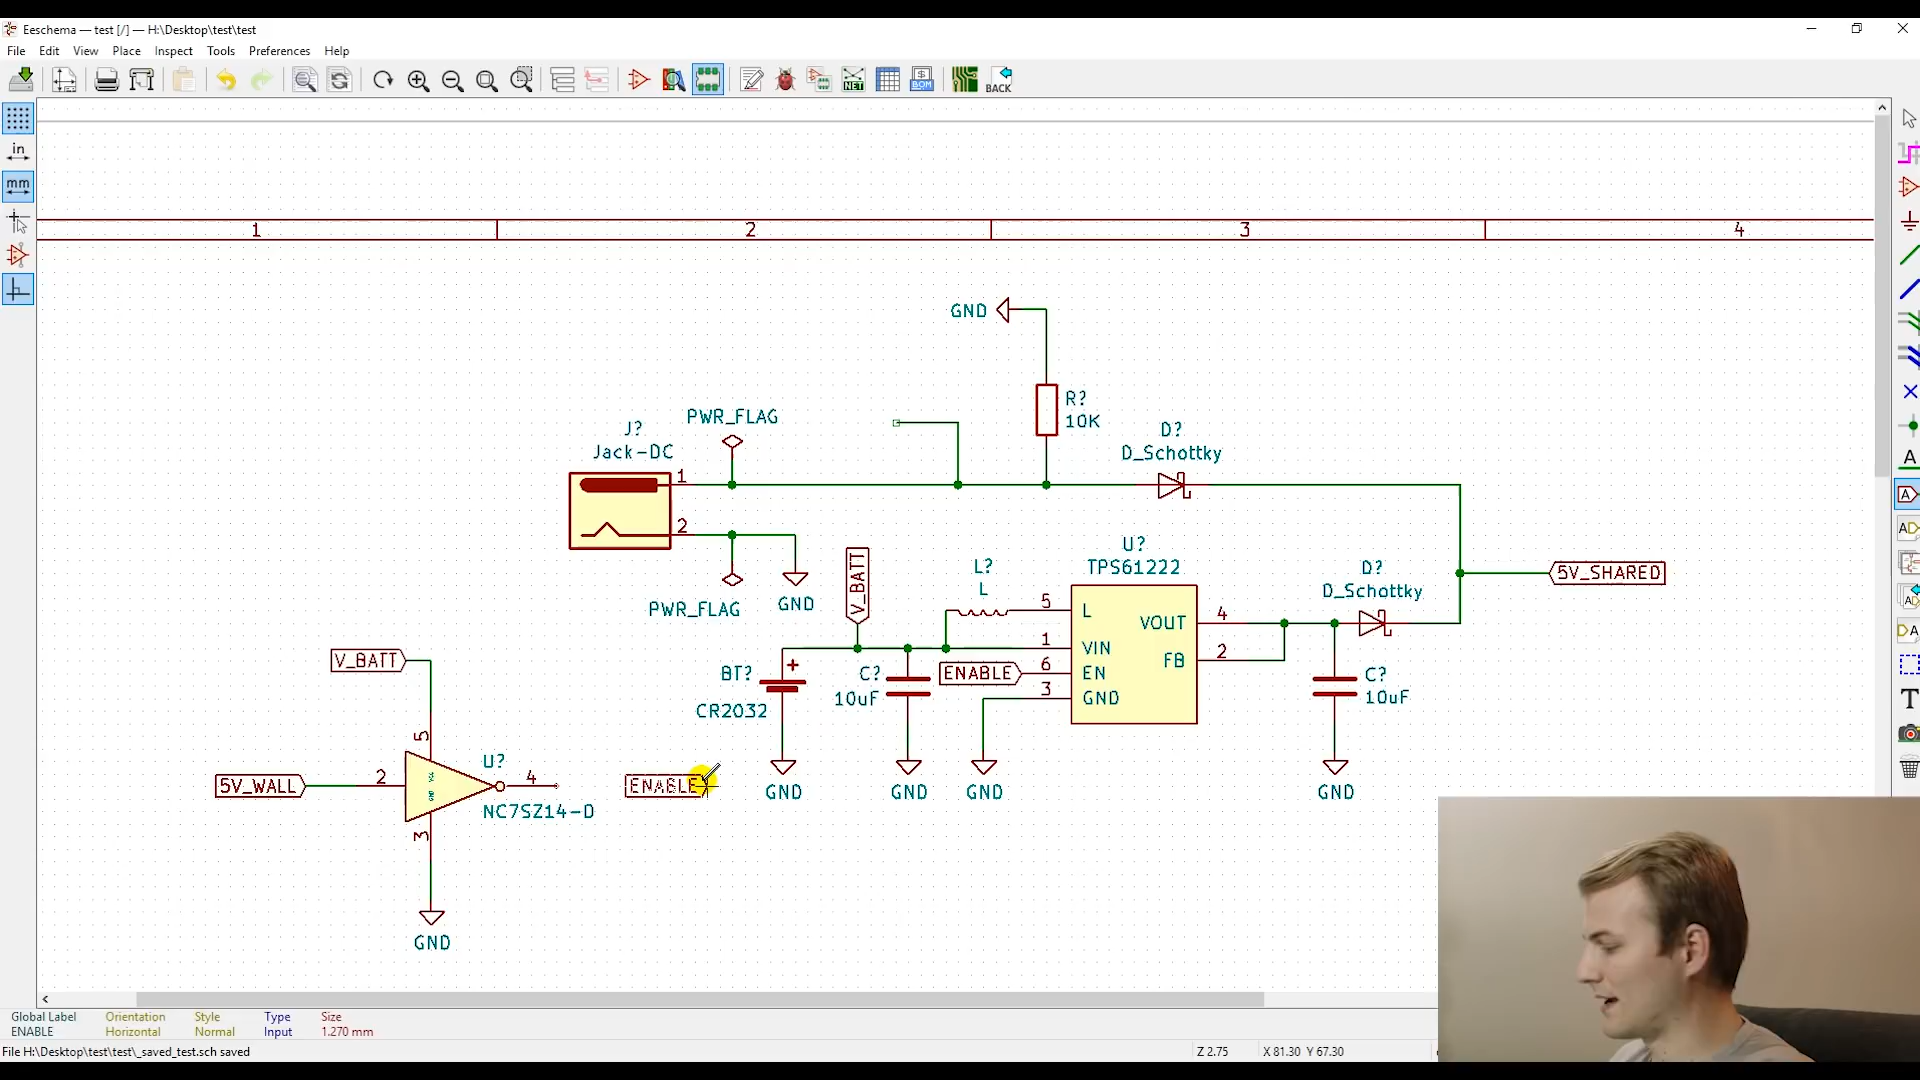 Eeschema — test [/] — H:\Desktop\test\test
File Edit View Place Inspect Tools Preferences Help
NET
BOM
BACK
in
mm
1 2 3 4
GND
R?
10K
PWR_FLAG
J?
Jack-DC
1
2
D?
D_Schottky
PWR_FLAG
GND
V_BATT
L?
L
U?
TPS61222
5 L
1 VIN
6 EN
3 GND
VOUT 4
FB 2
D?
D_Schottky
5V_SHARED
ENABLE
BT?
CR2032
C?
10uF
C?
10uF
GND
GND
GND
GND
V_BATT
5
5V_WALL
2
U?
4
NC7SZ14-D
3
GND
ENABLE
A
A
T
Global Label Orientation Style Type Size
ENABLE Horizontal Normal Input 1.270 mm
File H:\Desktop\test\test\_saved_test.sch saved
Z 2.75 X 81.30 Y 67.30